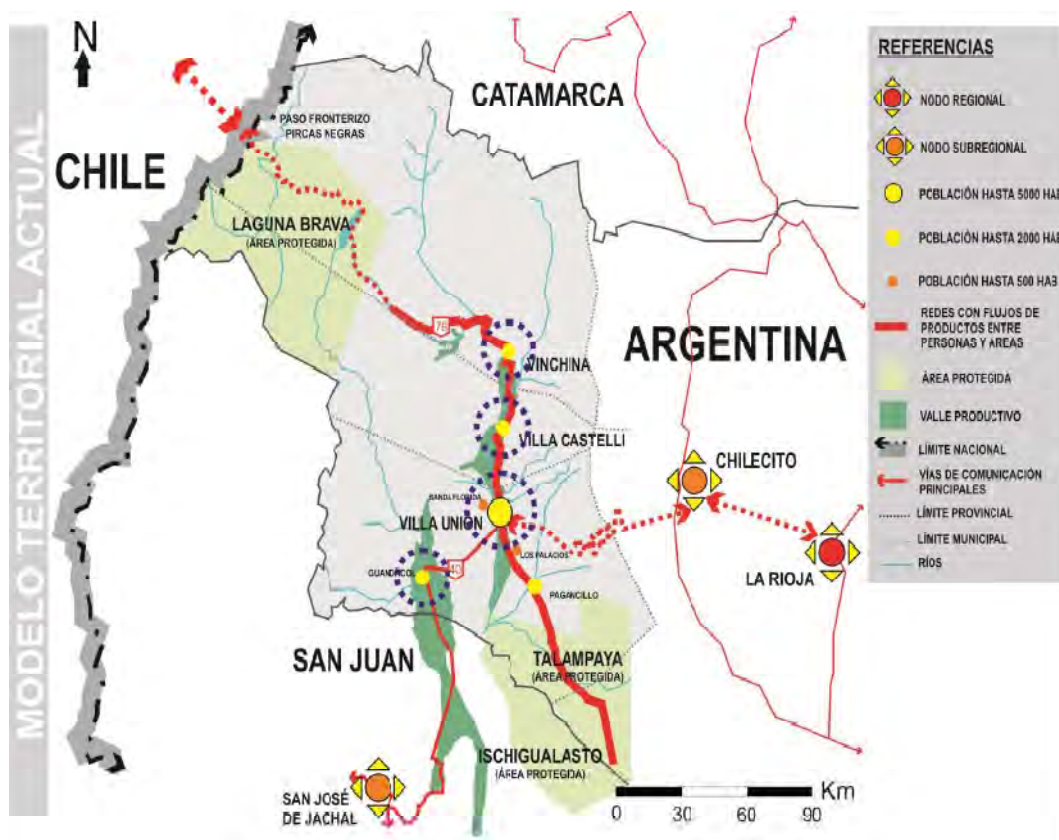 MODELO TERRITORIAL ACTUAL
N
CHILE
PASO FRONTERIZO
PIRCAS NEGRAS
CATAMARCA
LAGUNA BRAVA
(ÁREA PROTEGIDA)
76
VINCHINA
ARGENTINA
VILLA CASTELLI
CHILECITO
BANDA FLORIDA
VILLA UNIÓN
LOS PALACIOS
LA RIOJA
GUANDACOL
40
PAGANCILLO
SAN JUAN
TALAMPAYA
(ÁREA PROTEGIDA)
ISCHIGUALASTO
(ÁREA PROTEGIDA)
SAN JOSÉ
DE JACHAL
Km
0 30 60 90
REFERENCIAS
NODO REGIONAL
NODO SUBREGIONAL
POBLACIÓN HASTA 5000 HAB
POBLACIÓN HASTA 2000 HAB
POBLACIÓN HASTA 500 HAB
REDES CON FLUJOS DE
PRODUCTOS ENTRE
PERSONAS Y AREAS
ÁREA PROTEGIDA
VALLE PRODUCTIVO
LÍMITE NACIONAL
VÍAS DE COMUNICACIÓN
PRINCIPALES
LÍMITE PROVINCIAL
LÍMITE MUNICIPAL
RÍOS